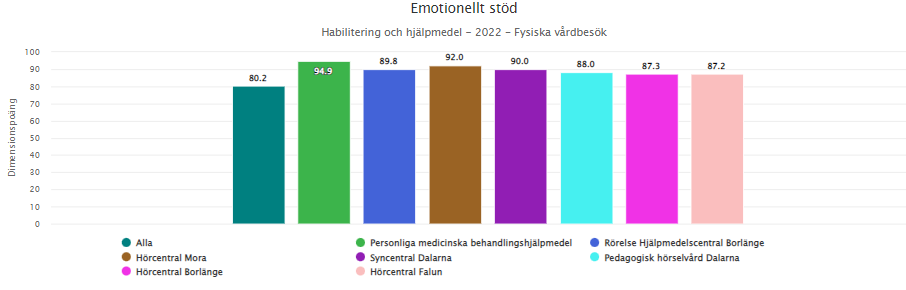 Emotionellt stöd
Habilitering och hjälpmedel - 2022 - Fysiska vårdbesök
Dimensionspoäng
100
90
80
70
60
50
40
30
20
10
0
80.2
94.9
89.8
92.0
90.0
88.0
87.3
87.2
Alla
Personliga medicinska behandlingshjälpmedel
Rörelse Hjälpmedelscentral Borlänge
Hörcentral Mora
Syncentral Dalarna
Pedagogisk hörselvård Dalarna
Hörcentral Borlänge
Hörcentral Falun